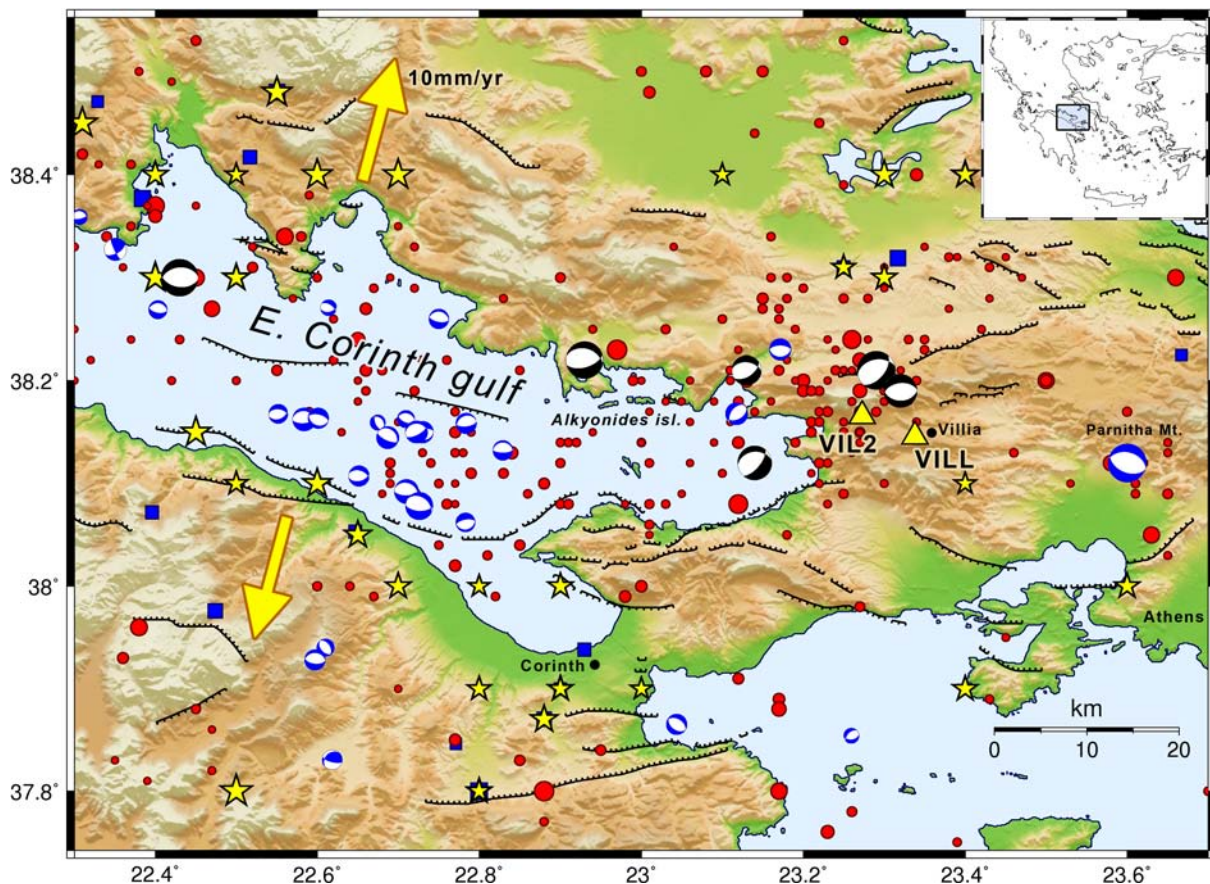 10mm/yr
38.4°
E. Corinth gulf
38.2°
Alkyonides isl.
VIL2
Villia
VILL
Parnitha Mt.
38°
Athens
Corinth
km
0 10 20
37.8°
22.4° 22.6° 22.8° 23° 23.2° 23.4° 23.6°